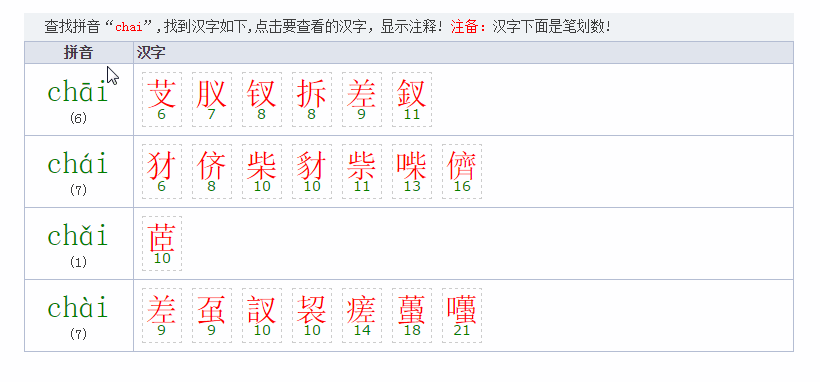 查找拼音“chai”,找到汉字如下,点击要查看的汉字，显示注释! 注备：汉字下面是笔划数!
拼音 汉字
chāi 芆 肞 钗 拆 差 釵
(6) 6 7 8 8 9 11
chái 犲 侪 柴 豺 祡 喍 儕
(7) 6 8 10 10 11 13 16
chǎi 茝
(1) 10
chài 差 虿 訍 袃 瘥 蠆 囆
(7) 9 9 10 10 14 18 21